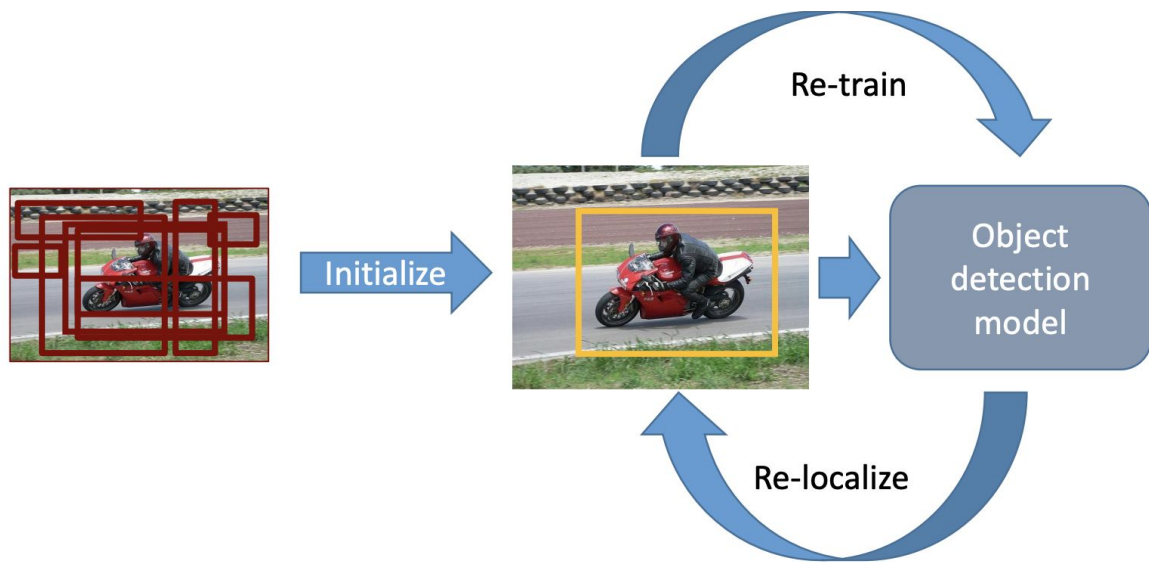 Re-train
Initialize
Object
detection
model
Re-localize